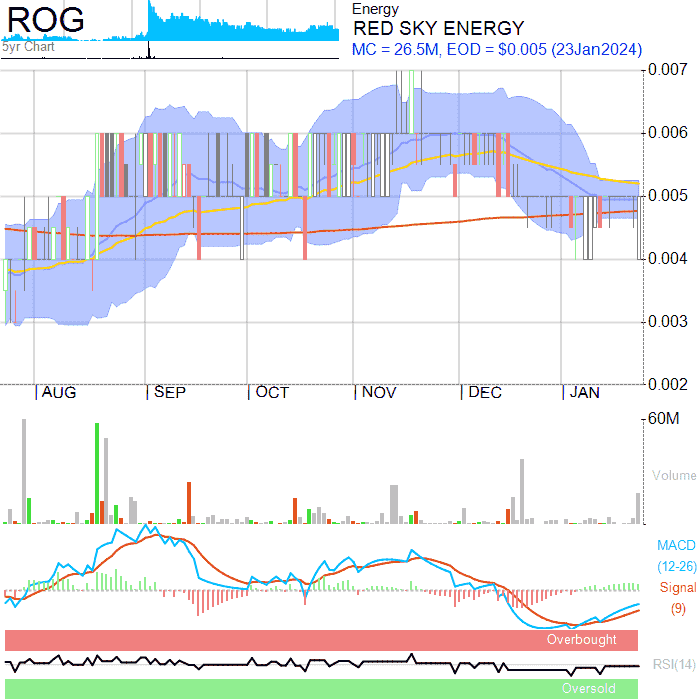 ROG
5yr Chart
Energy
RED SKY ENERGY
MC = 26.5M, EOD = $0.005 (23Jan2024)
0.007
0.006
0.005
0.004
0.003
0.002
AUG SEP OCT NOV DEC JAN
60M
Volume
MACD
(12-26)
Signal
(9)
Overbought
RSI(14)
Oversold